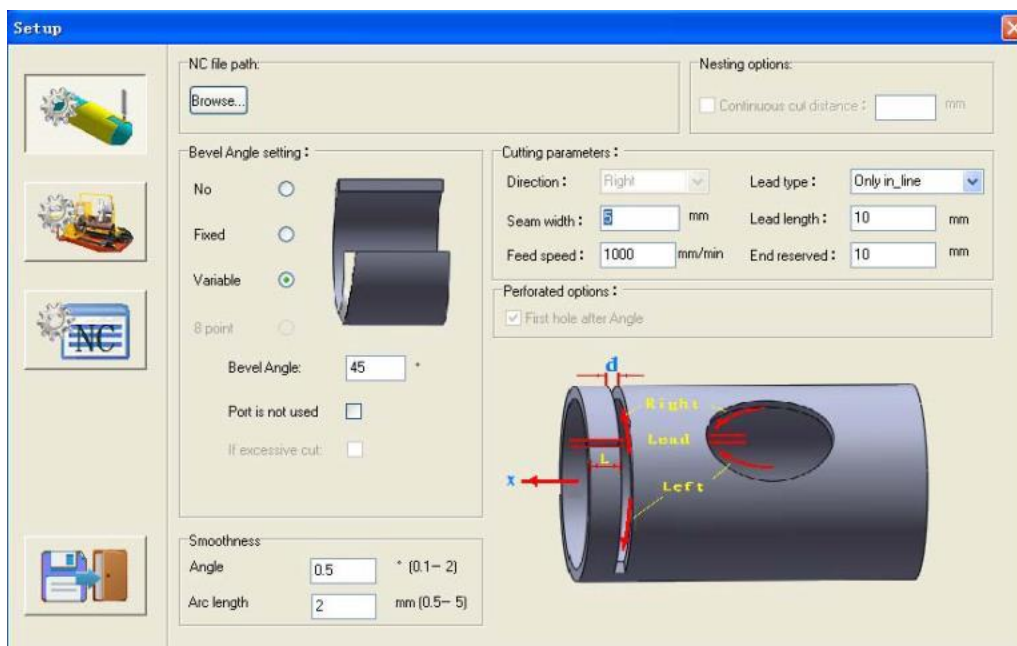 Setup
NC file path:
Browse...
Nesting options:
Continuous cut distance : mm
Bevel Angle setting :
No
Fixed
Variable
8 point
Bevel Angle: 45 °
Port is not used
If excessive cut:
Cutting parameters :
Direction : Right
Lead type : Only in_line
Seam width : 5 mm
Lead length : 10 mm
Feed speed : 1000 mm/min
End reserved : 10 mm
Perforated options :
First hole after Angle
NC
d
Right
Lead
L
X
Left
Smoothness
Angle 0.5 ° (0.1- 2)
Arc length 2 mm (0.5- 5)